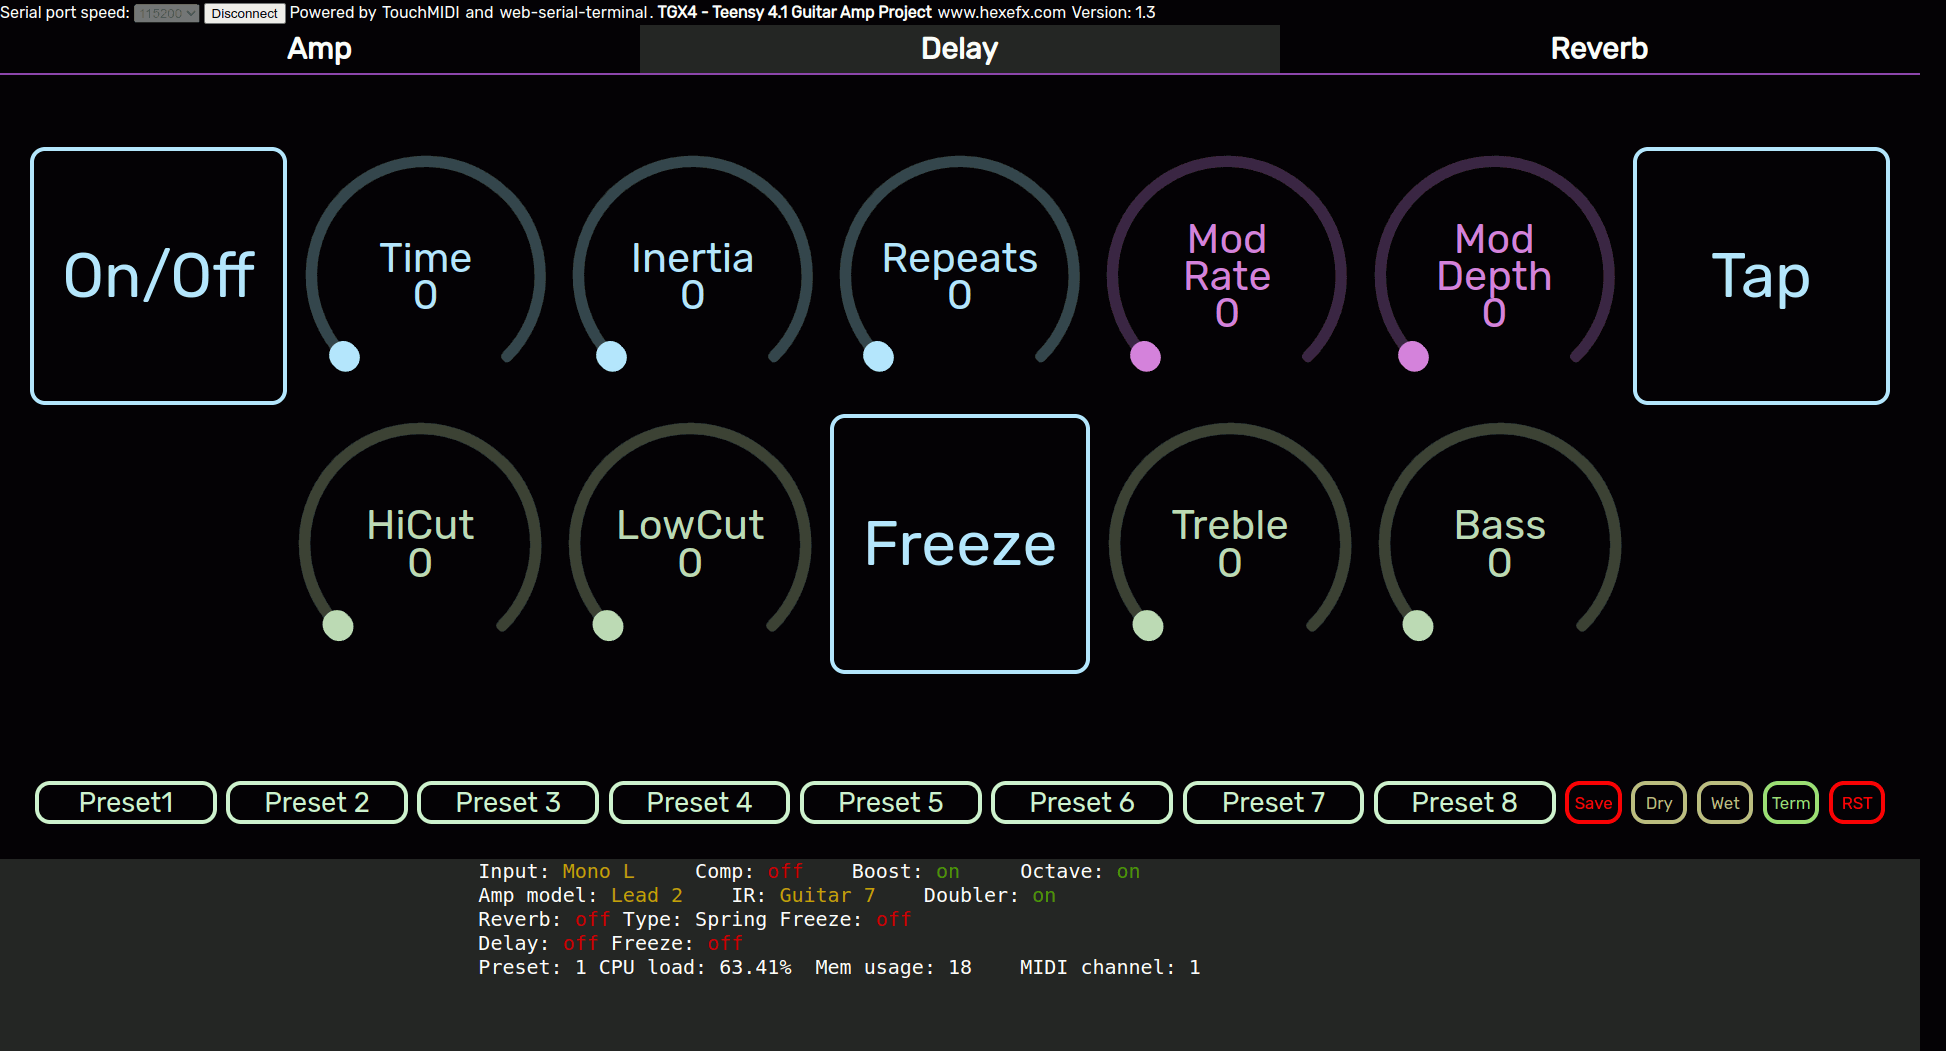 Serial port speed: 115200 Disconnect Powered by TouchMIDI and web-serial-terminal. TGX4 - Teensy 4.1 Guitar Amp Project www.hexefx.com Version: 1.3
Amp Delay Reverb
On/Off
Time
0
Inertia
0
Repeats
0
Mod
Rate
0
Mod
Depth
0
Tap
HiCut
0
LowCut
0
Freeze
Treble
0
Bass
0
Preset1 Preset 2 Preset 3 Preset 4 Preset 5 Preset 6 Preset 7 Preset 8 Save Dry Wet Term RST
Input: Mono L Comp: off Boost: on Octave: on
Amp model: Lead 2 IR: Guitar 7 Doubler: on
Reverb: off Type: Spring Freeze: off
Delay: off Freeze: off
Preset: 1 CPU load: 63.41% Mem usage: 18 MIDI channel: 1